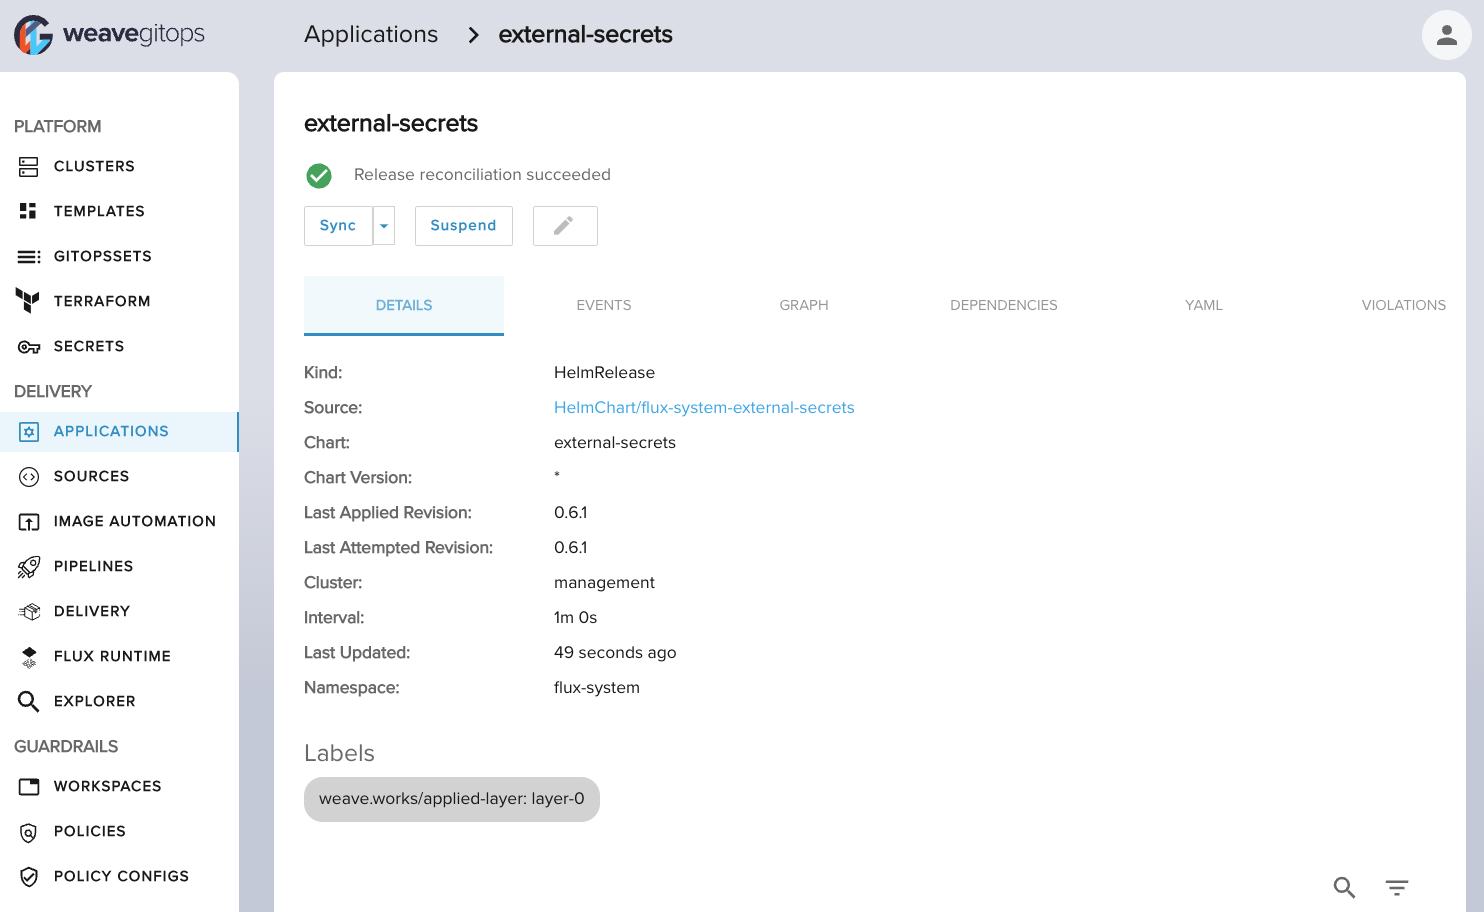 weavegitops
Applications > external-secrets
PLATFORM
CLUSTERS
TEMPLATES
GITOPSSETS
TERRAFORM
SECRETS
DELIVERY
APPLICATIONS
SOURCES
IMAGE AUTOMATION
PIPELINES
DELIVERY
FLUX RUNTIME
EXPLORER
GUARDRAILS
WORKSPACES
POLICIES
POLICY CONFIGS
external-secrets
Release reconciliation succeeded
Sync Suspend
DETAILS EVENTS GRAPH DEPENDENCIES YAML VIOLATIONS
Kind: HelmRelease
Source: HelmChart/flux-system-external-secrets
Chart: external-secrets
Chart Version: *
Last Applied Revision: 0.6.1
Last Attempted Revision: 0.6.1
Cluster: management
Interval: 1m 0s
Last Updated: 49 seconds ago
Namespace: flux-system
Labels
weave.works/applied-layer: layer-0